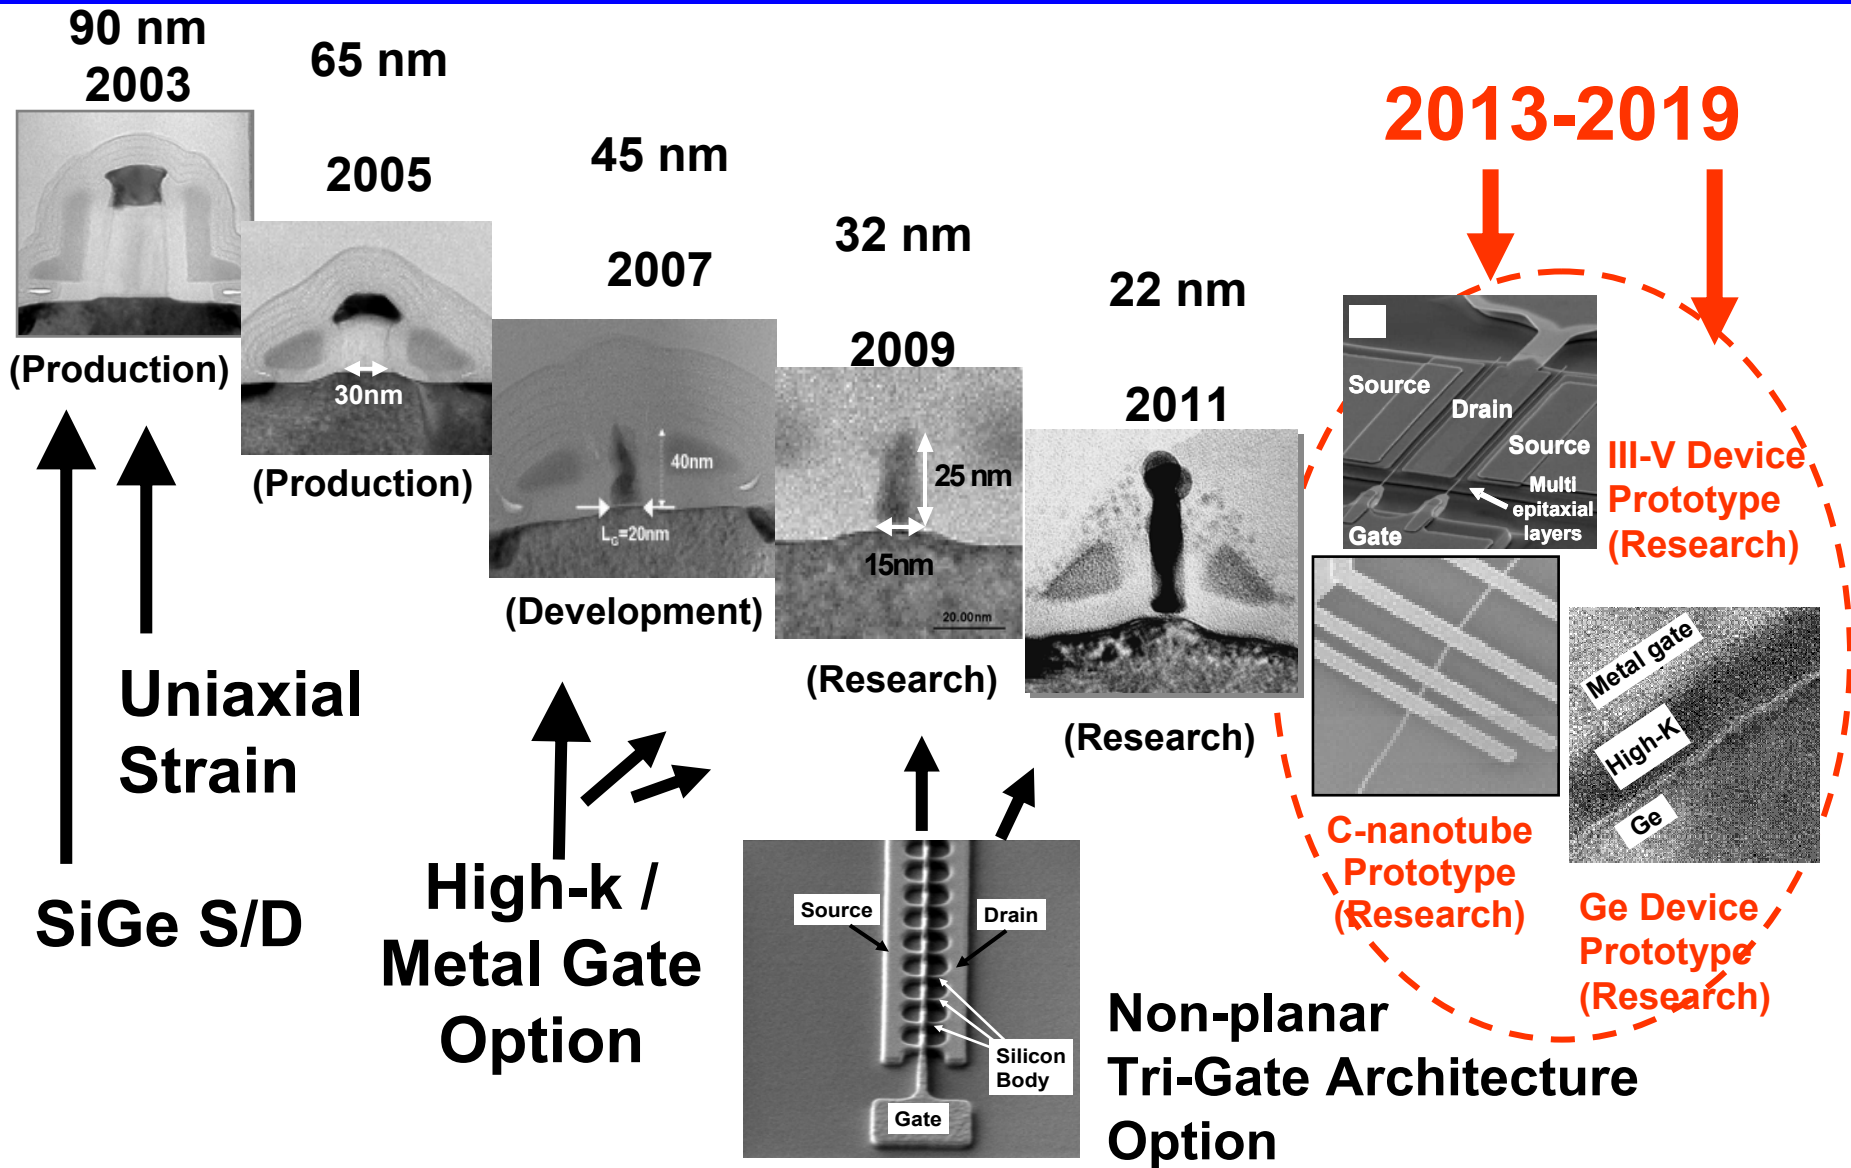 90 nm
2003
(Production)
65 nm
2005
30nm
(Production)
45 nm
2007
40nm
L_G=20nm
(Development)
32 nm
2009
25 nm
15nm
20.00nm
(Research)
22 nm
2011
(Research)
2013-2019
Source
Drain
Source
Multi
epitaxial
layers
Gate
III-V Device
Prototype
(Research)
C-nanotube
Prototype
(Research)
Metal gate
High-K
Ge
Ge Device
Prototype
(Research)
Uniaxial
Strain
SiGe S/D
High-k /
Metal Gate
Option
Source
Drain
Silicon
Body
Gate
Non-planar
Tri-Gate Architecture
Option